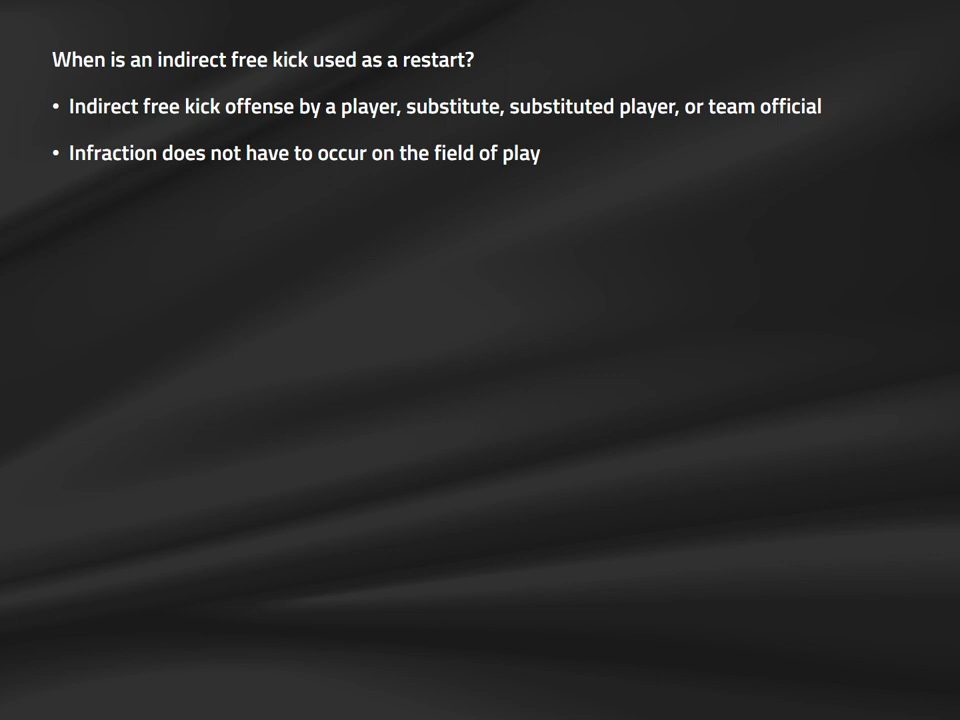 When is an indirect free kick used as a restart?
• Indirect free kick offense by a player, substitute, substituted player, or team official
• Infraction does not have to occur on the field of play